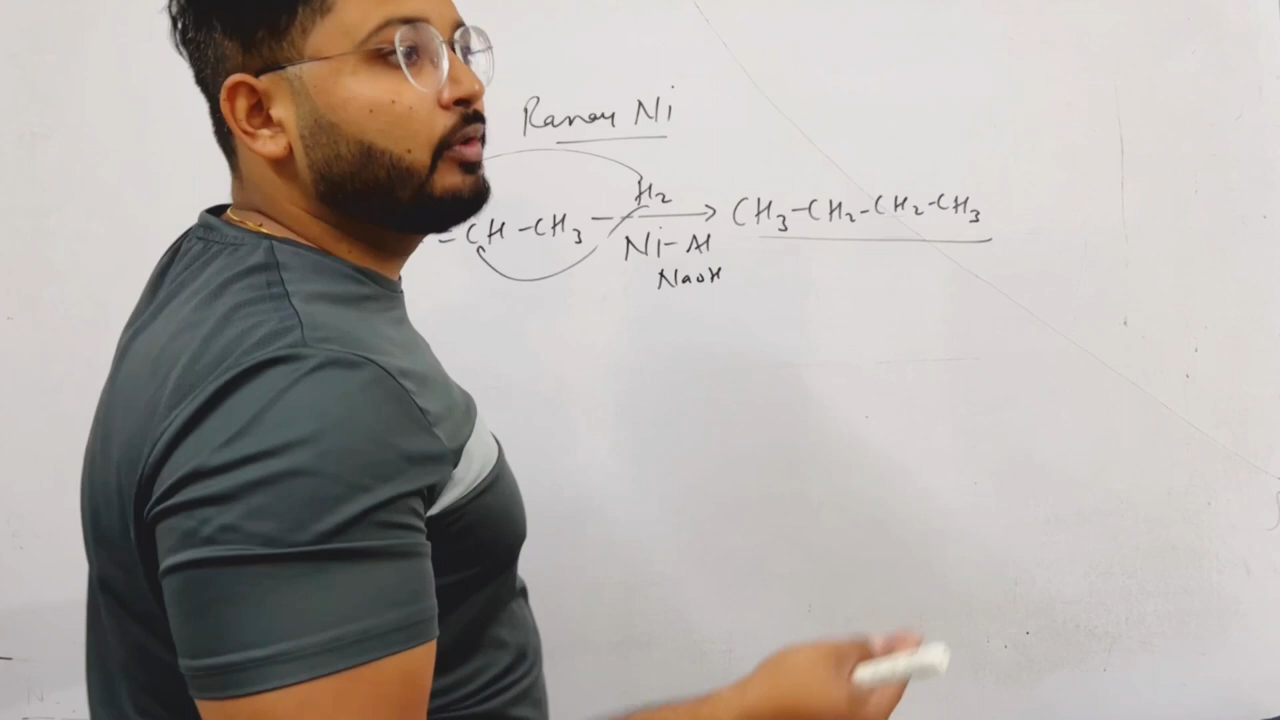 Raney Ni
H2
-CH-CH3 → CH3-CH2-CH2-CH3
Ni-Al
NaOH